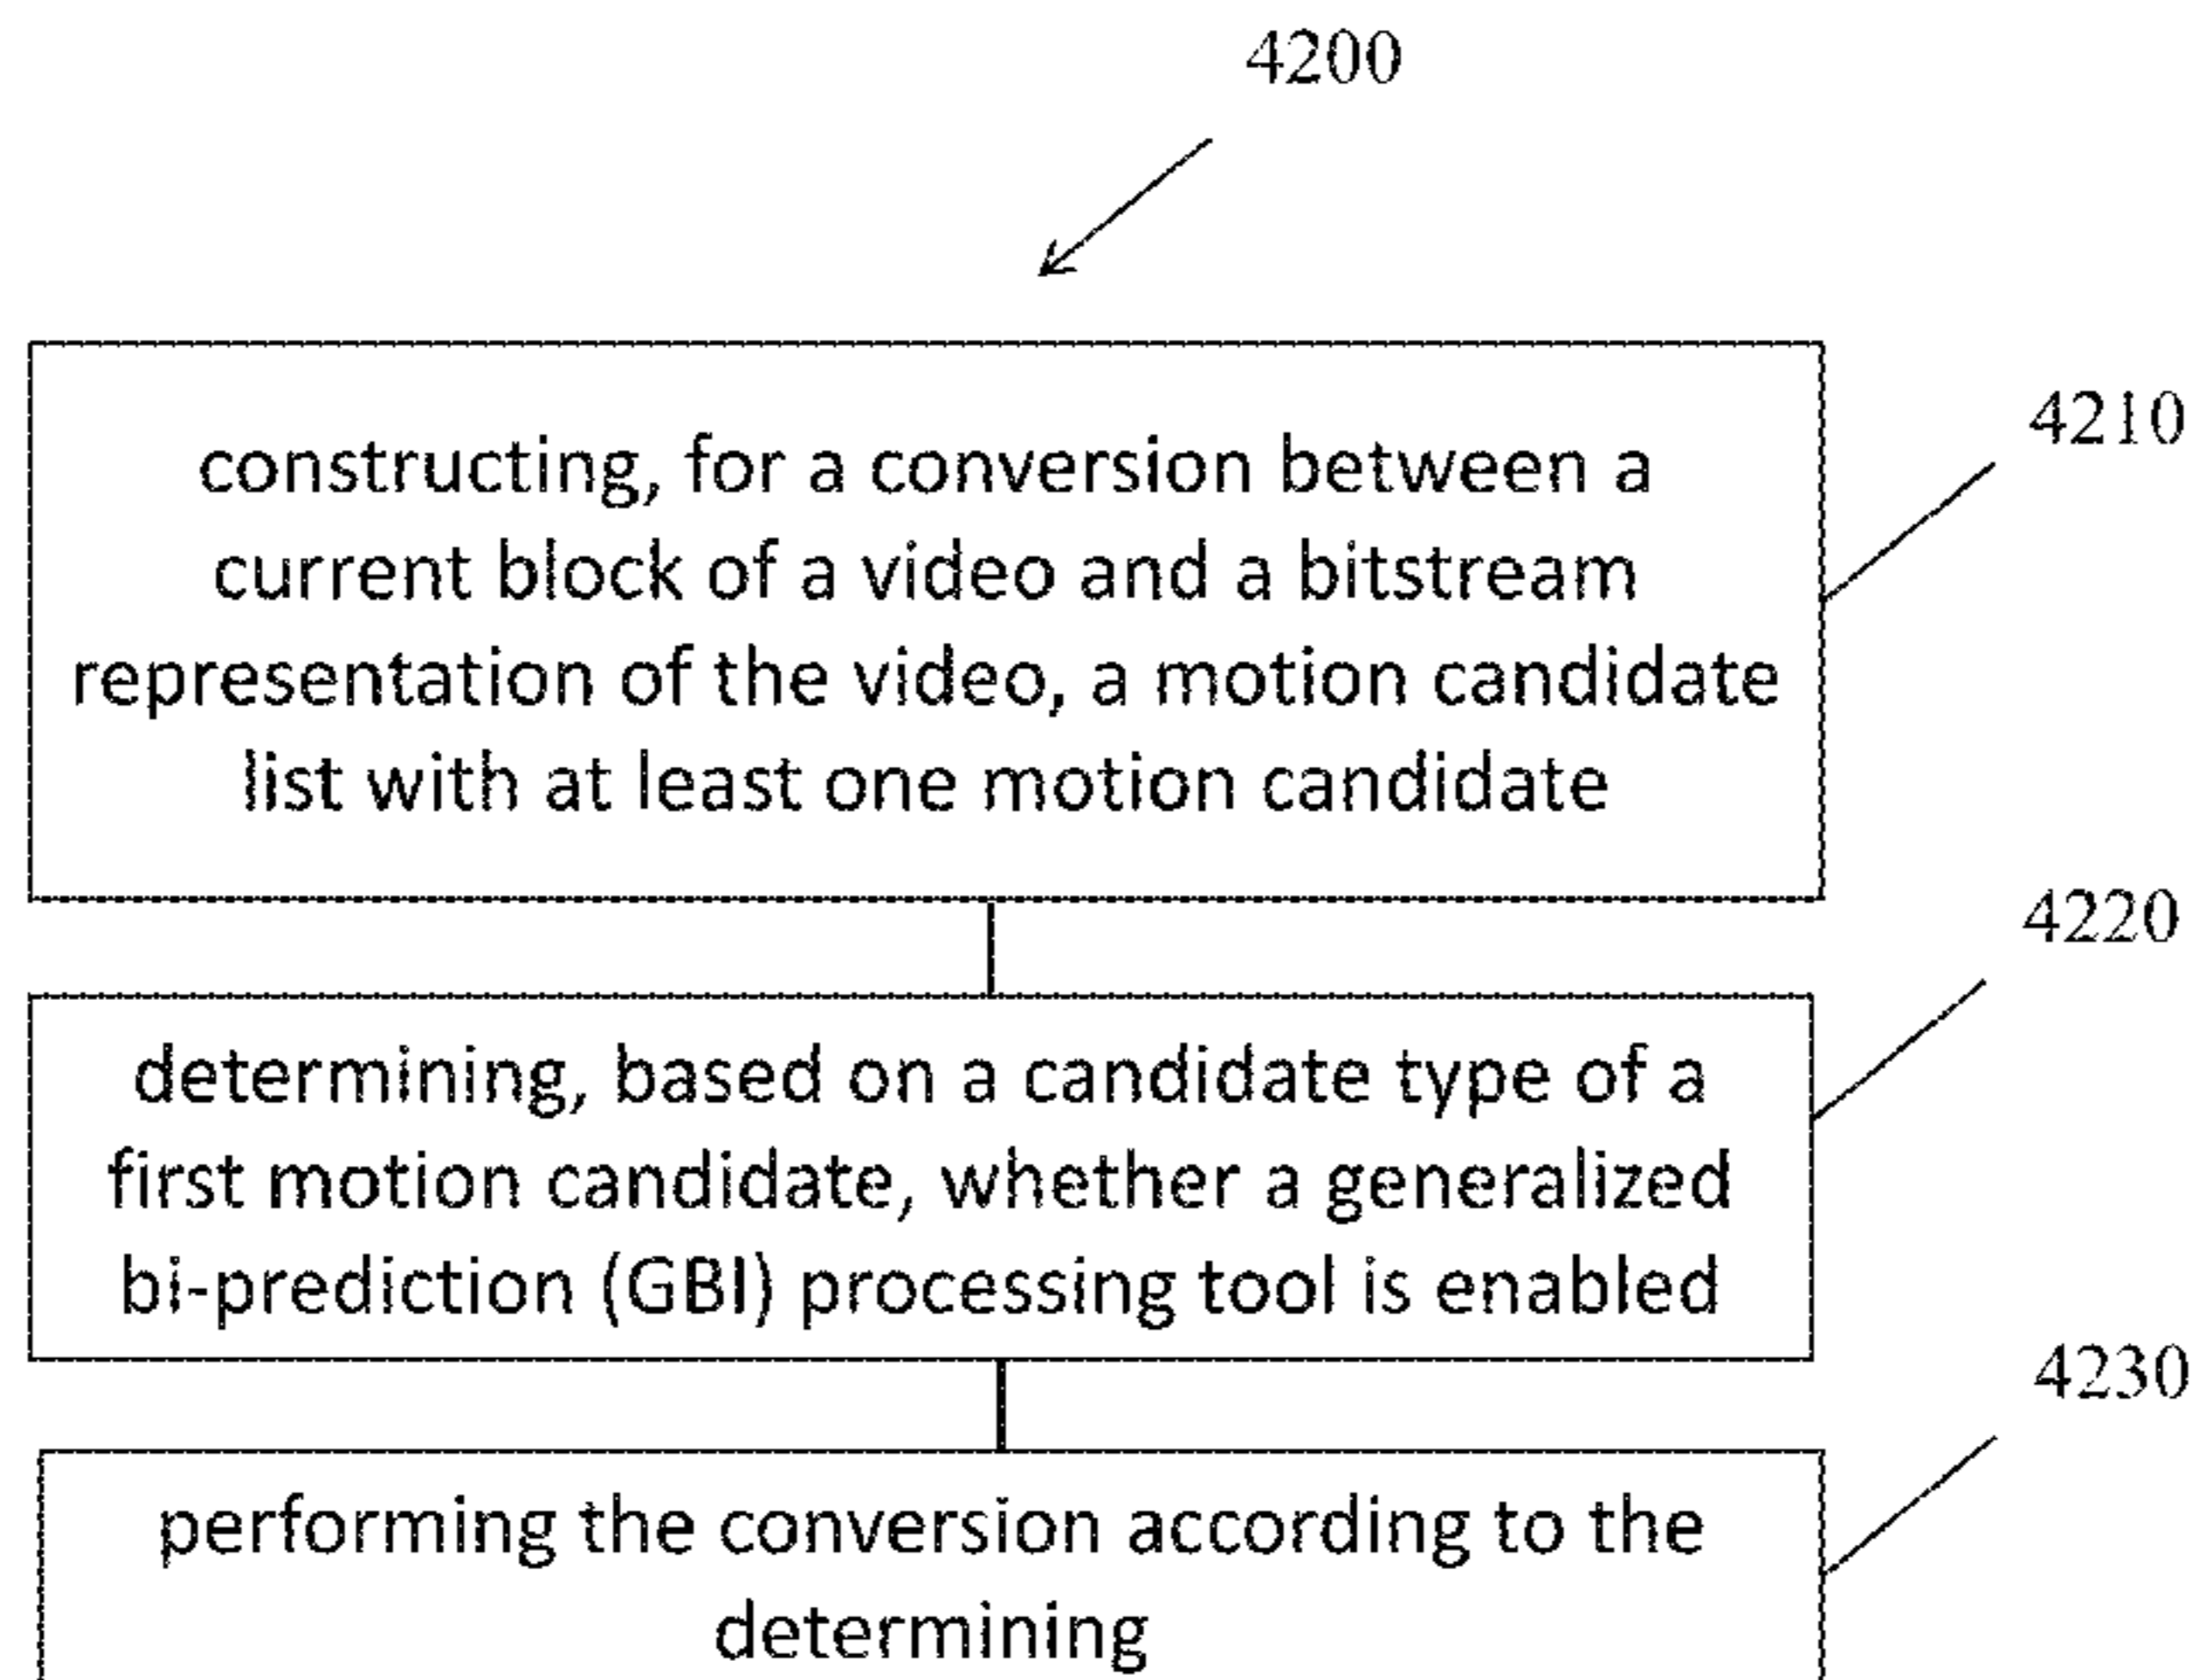 4200
constructing, for a conversion between a
current block of a video and a bitstream
representation of the video, a motion candidate
list with at least one motion candidate
4210
determining, based on a candidate type of a
first motion candidate, whether a generalized
bi-prediction (GBI) processing tool is enabled
4220
performing the conversion according to the
determining
4230